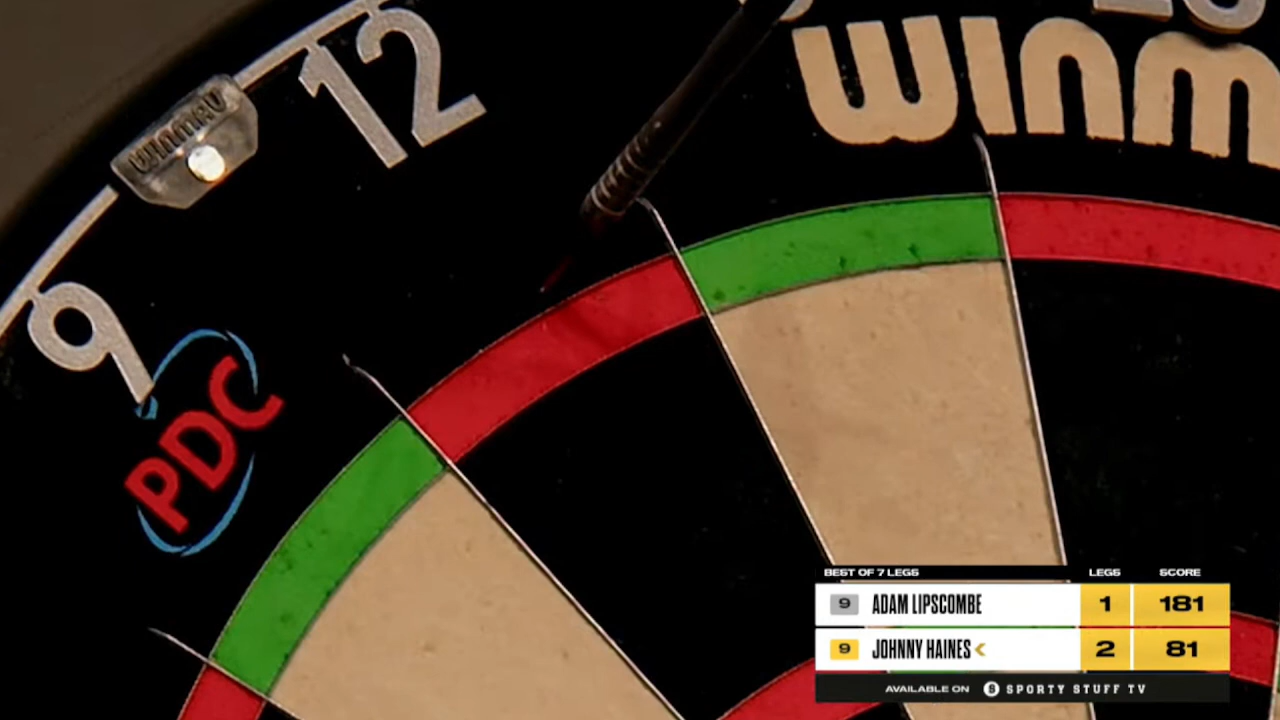 12
WINMAU
winm
9
PDC
BEST OF 7 LEGS LEGS SCORE
9 ADAM LIPSCOMBE 1 181
9 JOHNNY HAINES 2 81
AVAILABLE ON S SPORTY STUFF TV